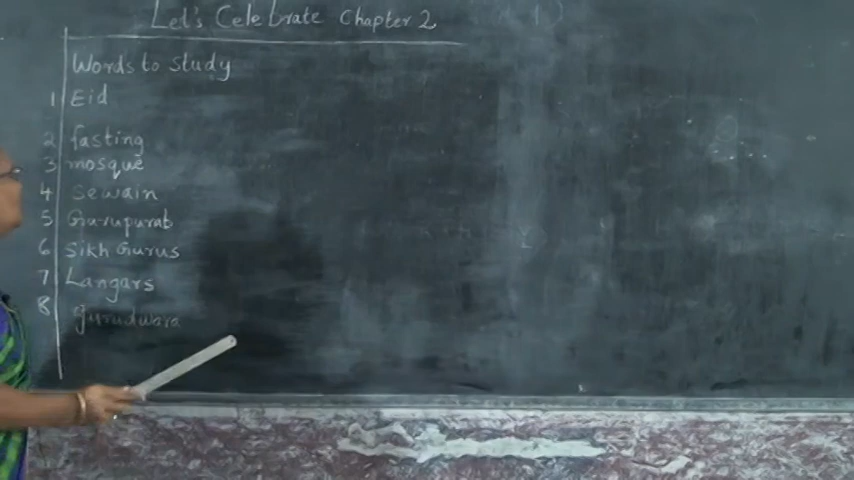 Let's Celebrate Chapter 2
Words to study
1 Eid
2 fasting
3 mosque
4 Sewain
5 Gurupurab
6 Sikh Gurus
7 Langars
8 gurudwara